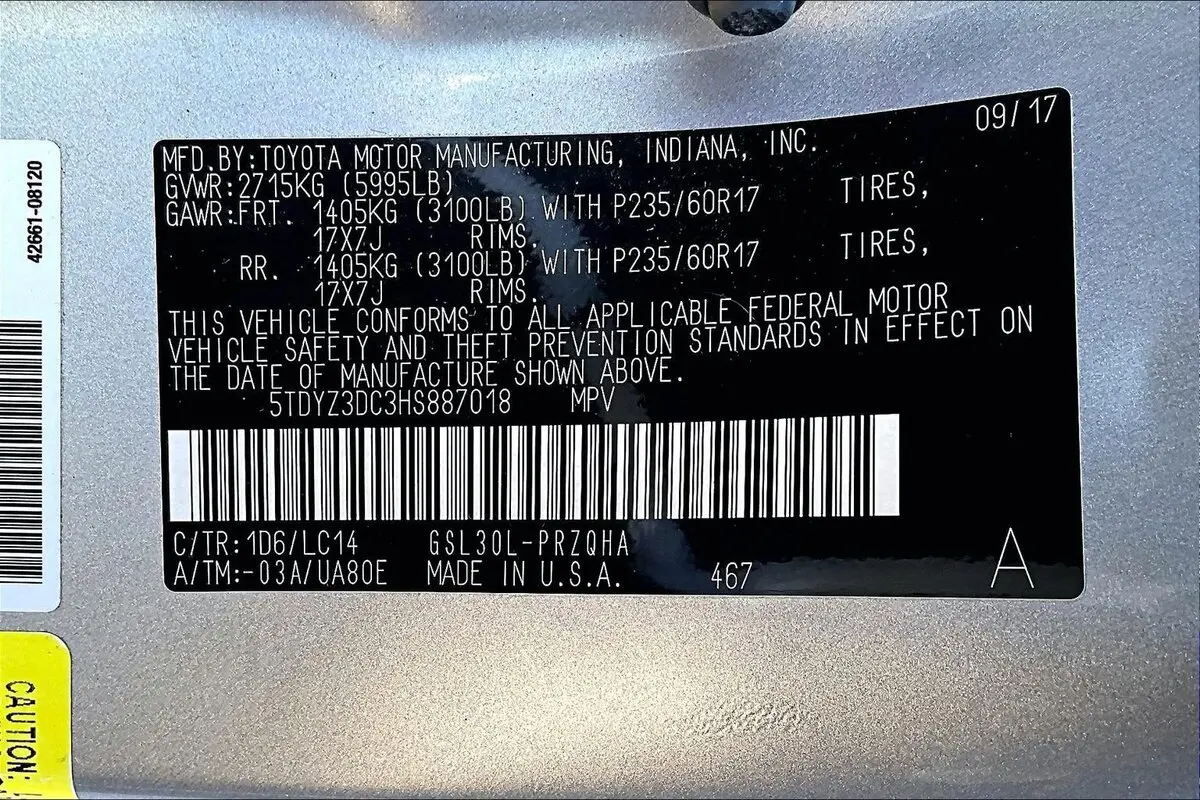 09/17
MFD.BY:TOYOTA MOTOR MANUFACTURING, INDIANA, INC.
GVWR:2715KG (5995LB)
GAWR:FRT. 1405KG (3100LB) WITH P235/60R17 TIRES,
17X7J RIMS.
RR. 1405KG (3100LB) WITH P235/60R17 TIRES,
17X7J RIMS.
THIS VEHICLE CONFORMS TO ALL APPLICABLE FEDERAL MOTOR
VEHICLE SAFETY AND THEFT PREVENTION STANDARDS IN EFFECT ON
THE DATE OF MANUFACTURE SHOWN ABOVE.
5TDYZ3DC3HS887018 MPV
C/TR:1D6/LC14 GSL30L-PRZQHA
A/TM:-03A/UA80E MADE IN U.S.A. 467
A
42661-08120
CAUTION: